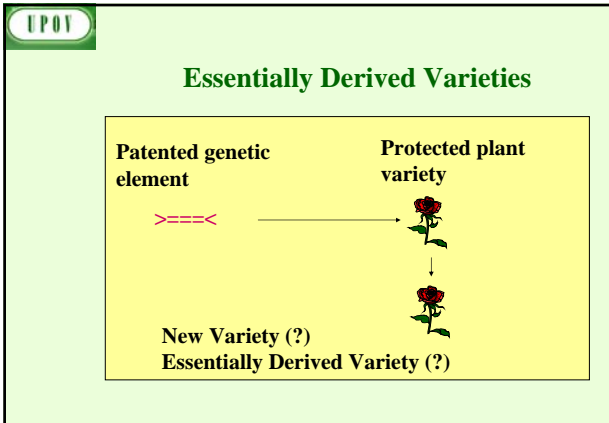 UPOV
Essentially Derived Varieties
Patented genetic
element
Protected plant
variety
>===<
New Variety (?)
Essentially Derived Variety (?)